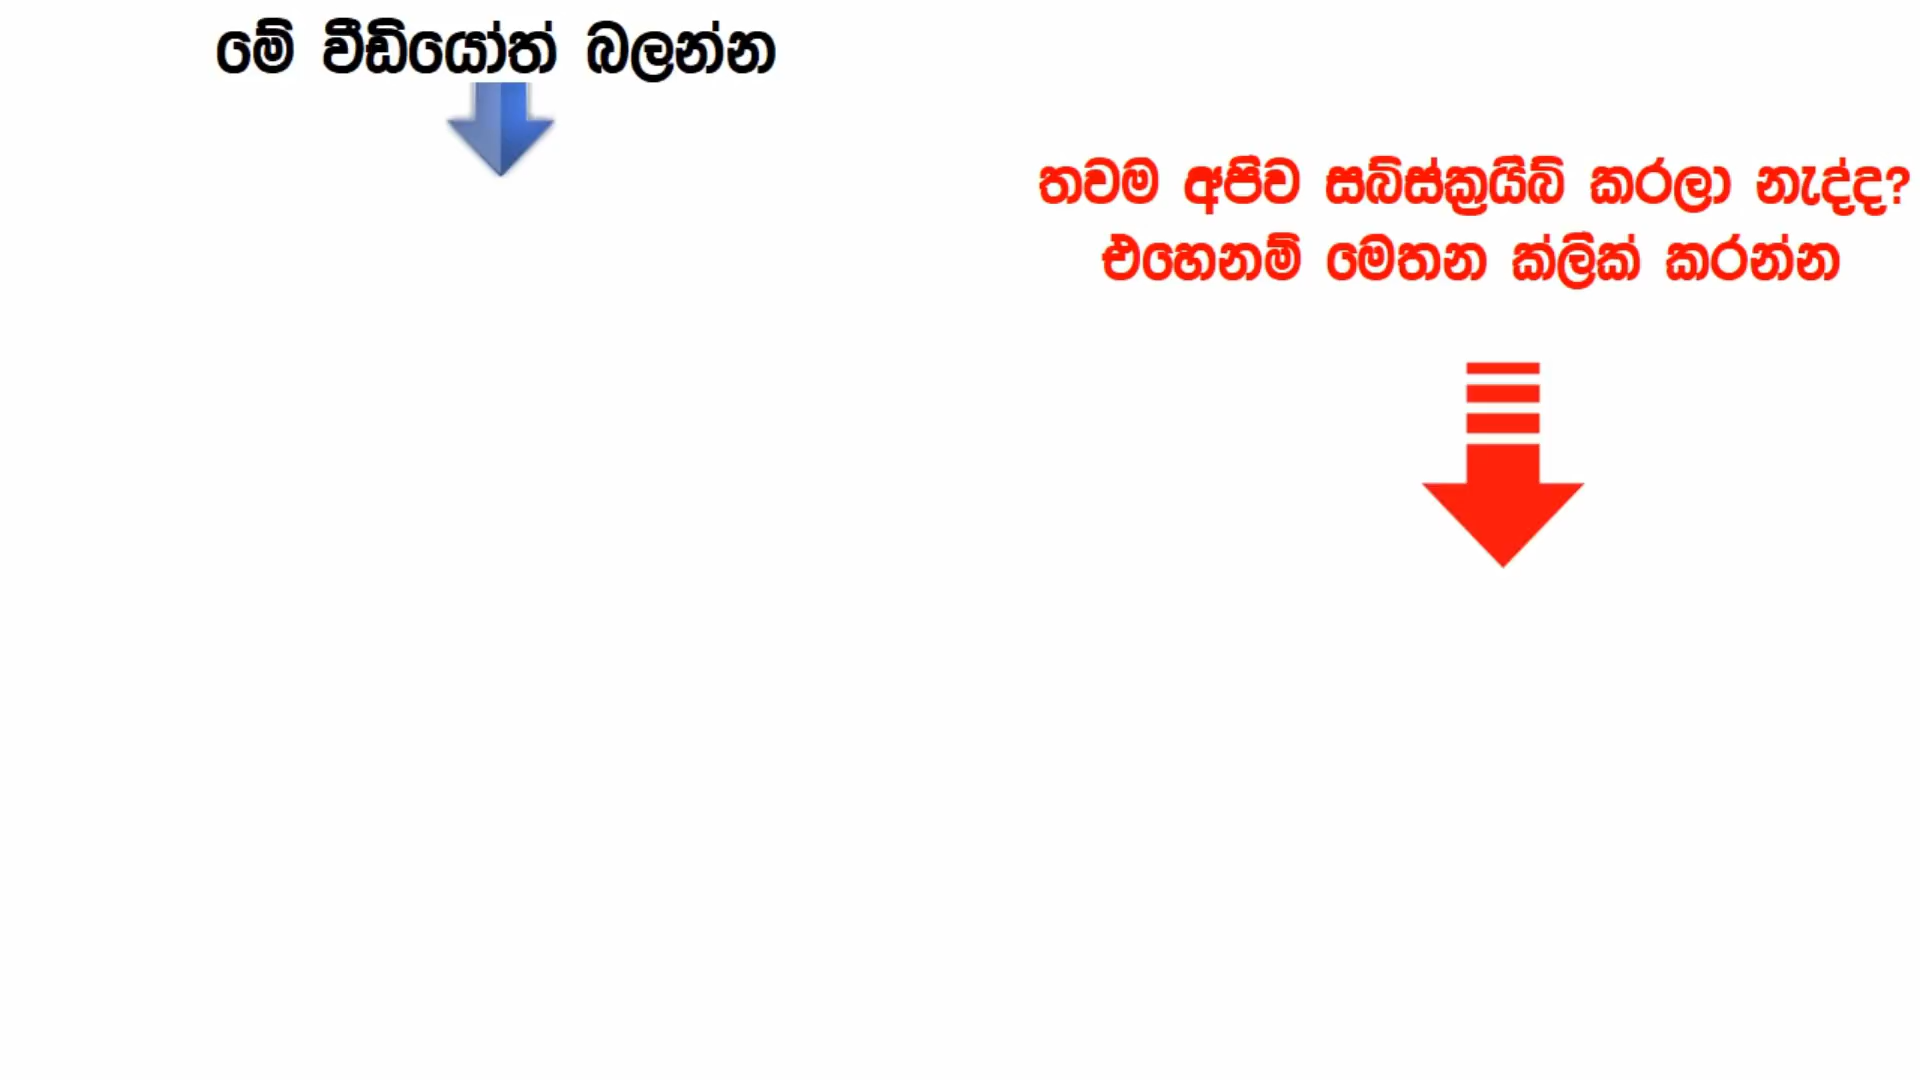 මේ වීඩියෝත් බලන්න
තවම අපිව සබ්ස්ක්‍රයිබ් කරලා නැද්ද?
එහෙනම් මෙතන ක්ලික් කරන්න